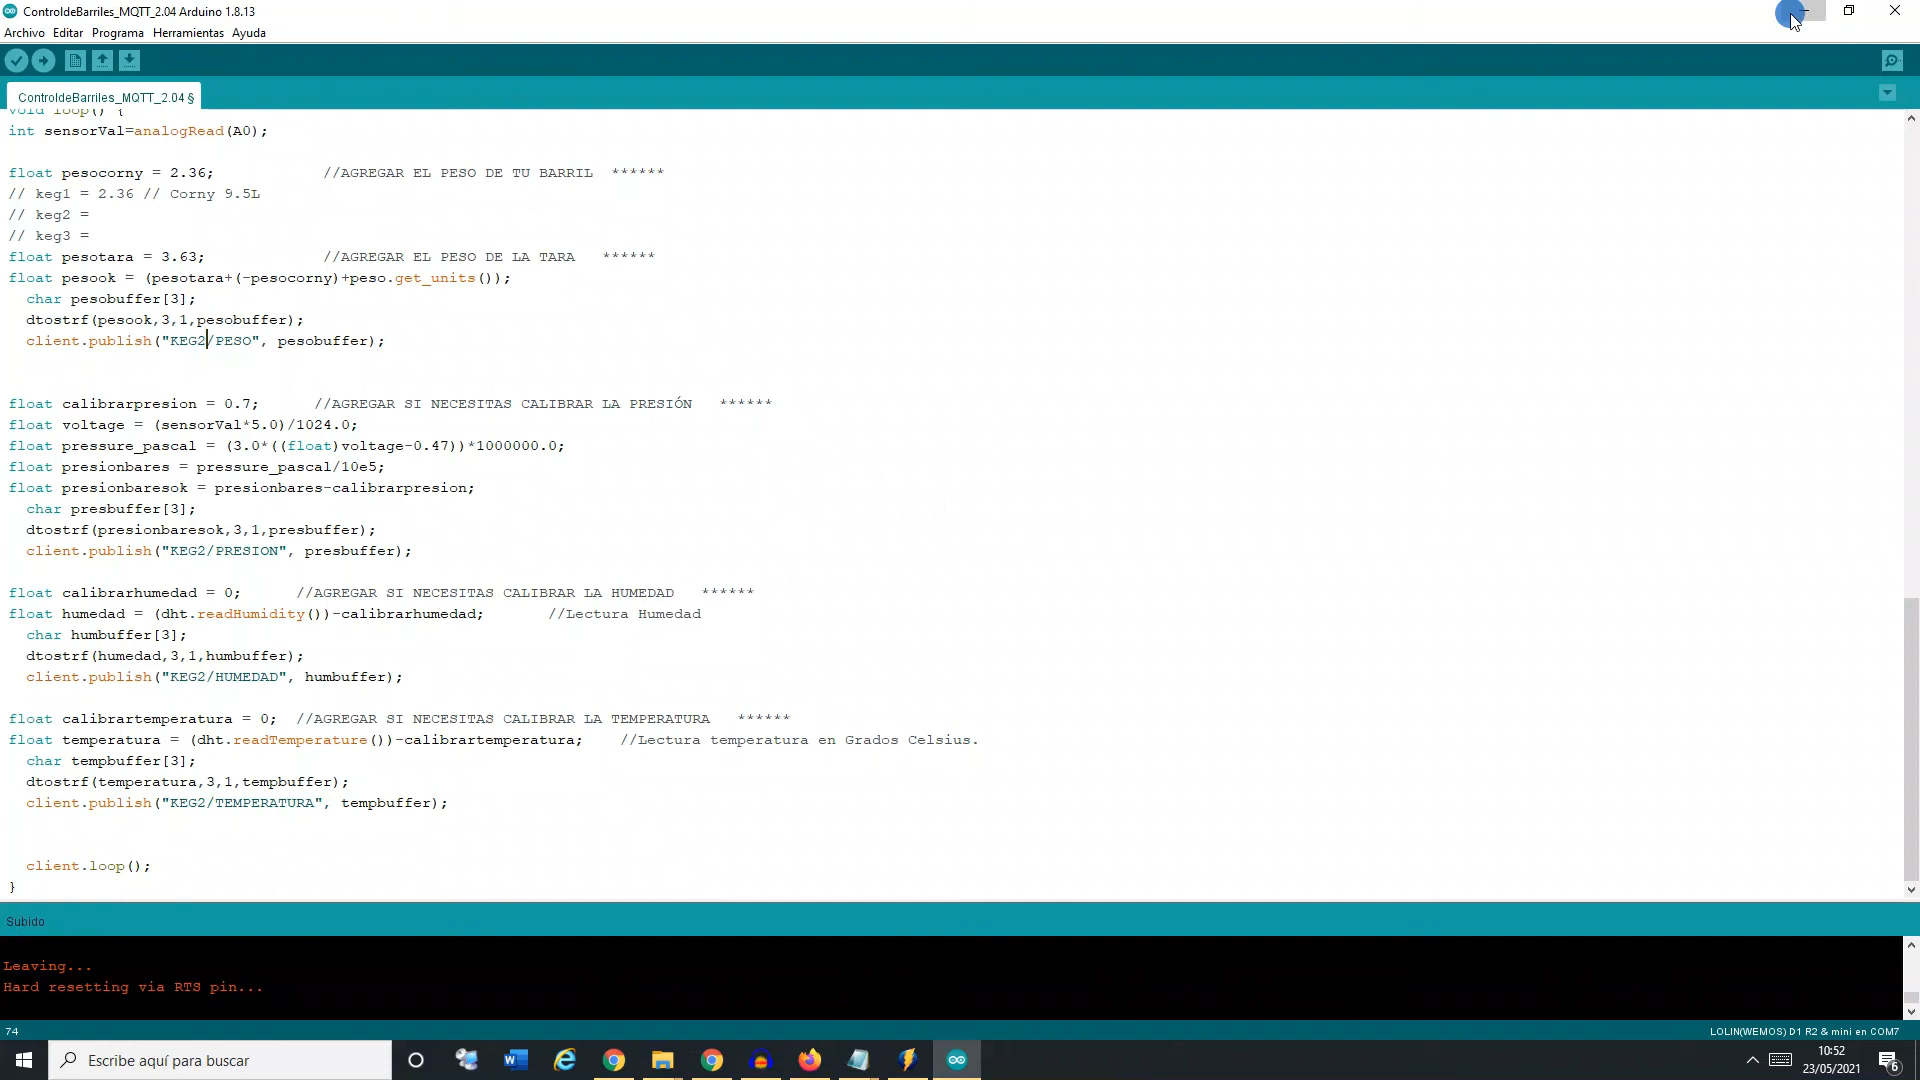 ControldeBarriles_MQTT_2.04 Arduino 1.8.13
Archivo Editar Programa Herramientas Ayuda
ControldeBarriles_MQTT_2.04 §
void loop() {
int sensorVal=analogRead(A0);
float pesocorny = 2.36; //AGREGAR EL PESO DE TU BARRIL ******
// keg1 = 2.36 // Corny 9.5L
// keg2 =
// keg3 =
float pesotara = 3.63; //AGREGAR EL PESO DE LA TARA ******
float pesook = (pesotara+(-pesocorny)+peso.get_units());
char pesobuffer[3];
dtostrf(pesook,3,1,pesobuffer);
client.publish("KEG2/PESO", pesobuffer);
float calibrarpresion = 0.7; //AGREGAR SI NECESITAS CALIBRAR LA PRESIÓN ******
float voltage = (sensorVal*5.0)/1024.0;
float pressure_pascal = (3.0*((float)voltage-0.47))*1000000.0;
float presionbares = pressure_pascal/10e5;
float presionbaresok = presionbares-calibrarpresion;
char presbuffer[3];
dtostrf(presionbaresok,3,1,presbuffer);
client.publish("KEG2/PRESION", presbuffer);
float calibrarhumedad = 0; //AGREGAR SI NECESITAS CALIBRAR LA HUMEDAD ******
float humedad = (dht.readHumidity())-calibrarhumedad; //Lectura Humedad
char humbuffer[3];
dtostrf(humedad,3,1,humbuffer);
client.publish("KEG2/HUMEDAD", humbuffer);
float calibrartemperatura = 0; //AGREGAR SI NECESITAS CALIBRAR LA TEMPERATURA ******
float temperatura = (dht.readTemperature())-calibrartemperatura; //Lectura temperatura en Grados Celsius.
char tempbuffer[3];
dtostrf(temperatura,3,1,tempbuffer);
client.publish("KEG2/TEMPERATURA", tempbuffer);
client.loop();
}
Subido
Leaving...
Hard resetting via RTS pin...
74 LOLIN(WEMOS) D1 R2 & mini en COM7
Escribe aquí para buscar
10:52
23/05/2021
6